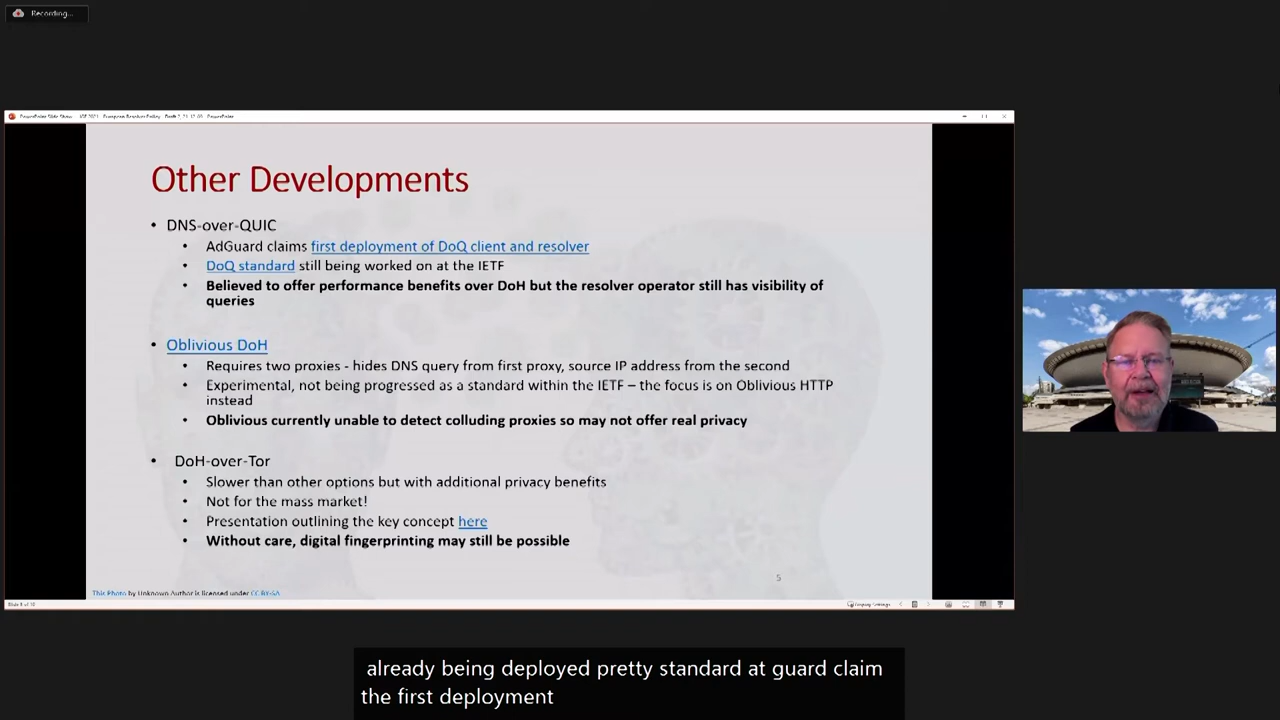 Recording...
Other Developments
• DNS-over-QUIC
• AdGuard claims first deployment of DoQ client and resolver
• DoQ standard still being worked on at the IETF
• Believed to offer performance benefits over DoH but the resolver operator still has visibility of
queries
• Oblivious DoH
• Requires two proxies - hides DNS query from first proxy, source IP address from the second
• Experimental, not being progressed as a standard within the IETF – the focus is on Oblivious HTTP
instead
• Oblivious currently unable to detect colluding proxies so may not offer real privacy
• DoH-over-Tor
• Slower than other options but with additional privacy benefits
• Not for the mass market!
• Presentation outlining the key concept here
• Without care, digital fingerprinting may still be possible
5
This Photo by Unknown Author is licensed under CC BY-SA
already being deployed pretty standard at guard claim
the first deployment